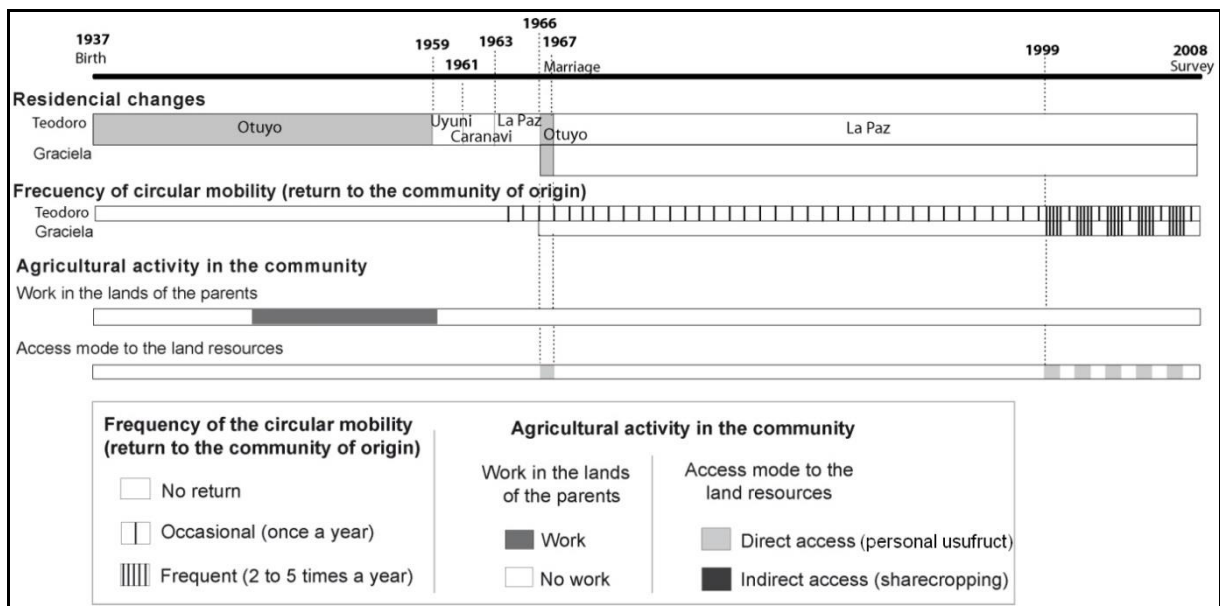 1937
Birth
1959
1961
1963
1966
1967
Marriage
1999
2008
Survey
Residencial changes
Teodoro
Otuyo
Uyuni
Caranavi
La Paz
Otuyo
La Paz
Graciela
Frecuency of circular mobility (return to the community of origin)
Teodoro
Graciela
Agricultural activity in the community
Work in the lands of the parents
Access mode to the land resources
Frequency of the circular mobility
(return to the community of origin)
No return
Occasional (once a year)
Frequent (2 to 5 times a year)
Agricultural activity in the community
Work in the lands
of the parents
Work
No work
Access mode to the
land resources
Direct access (personal usufruct)
Indirect access (sharecropping)